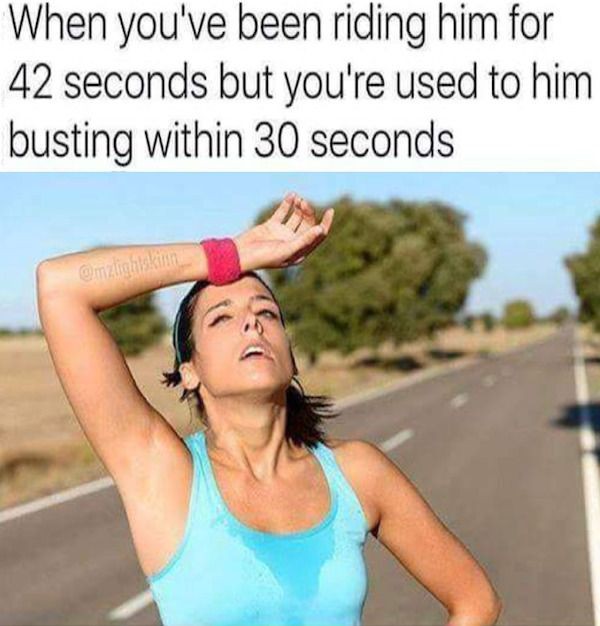 When you've been riding him for
42 seconds but you're used to him
busting within 30 seconds
@mzlightskinn